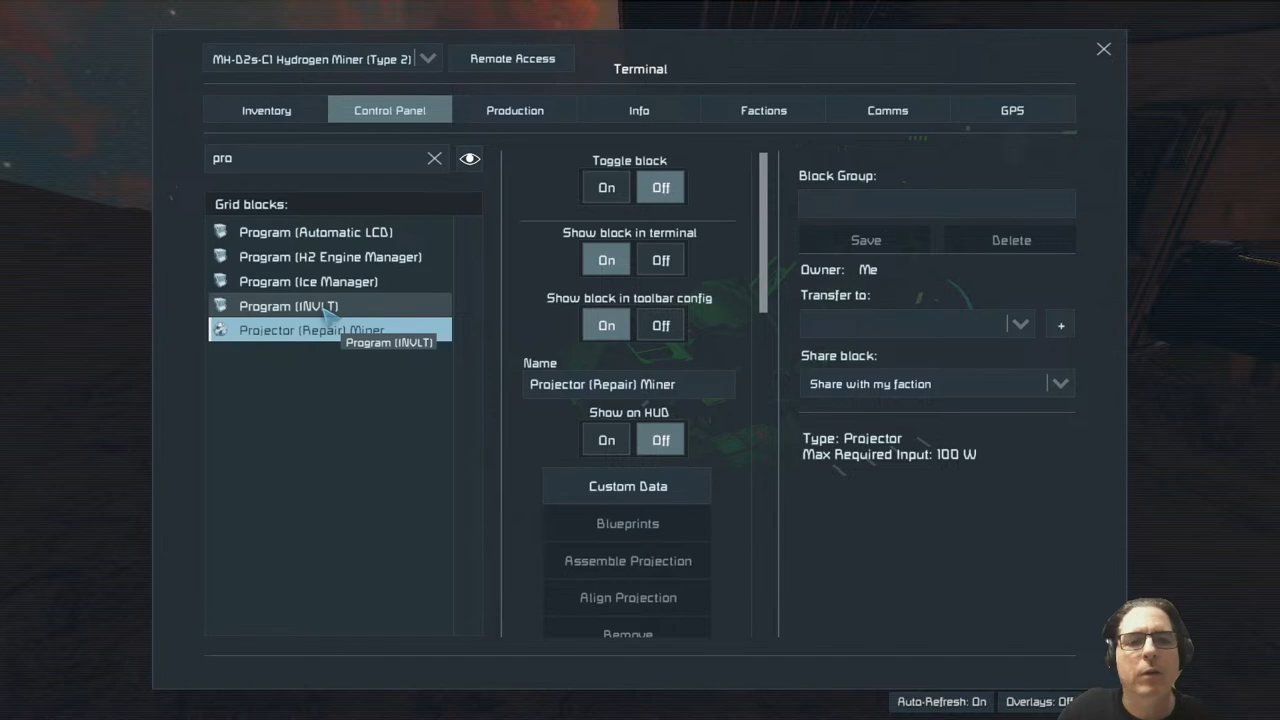 MH-D2s-C1 Hydrogen Miner (Type 2)
Remote Access
Terminal
Inventory
Control Panel
Production
Info
Factions
Comms
GPS
pro
Grid blocks:
Program (Automatic LCD)
Program (H2 Engine Manager)
Program (Ice Manager)
Program (INVLT)
Projector (Repair) Miner
Program (INVLT)
Toggle block
On
Off
Show block in terminal
On
Off
Show block in toolbar config
On
Off
Name
Projector (Repair) Miner
Show on HUD
On
Off
Custom Data
Blueprints
Assemble Projection
Align Projection
Remove
Block Group:
Save
Delete
Owner: Me
Transfer to:
+
Share block:
Share with my faction
Type: Projector
Max Required Input: 100 W
Auto-Refresh: On
Overlays: Off